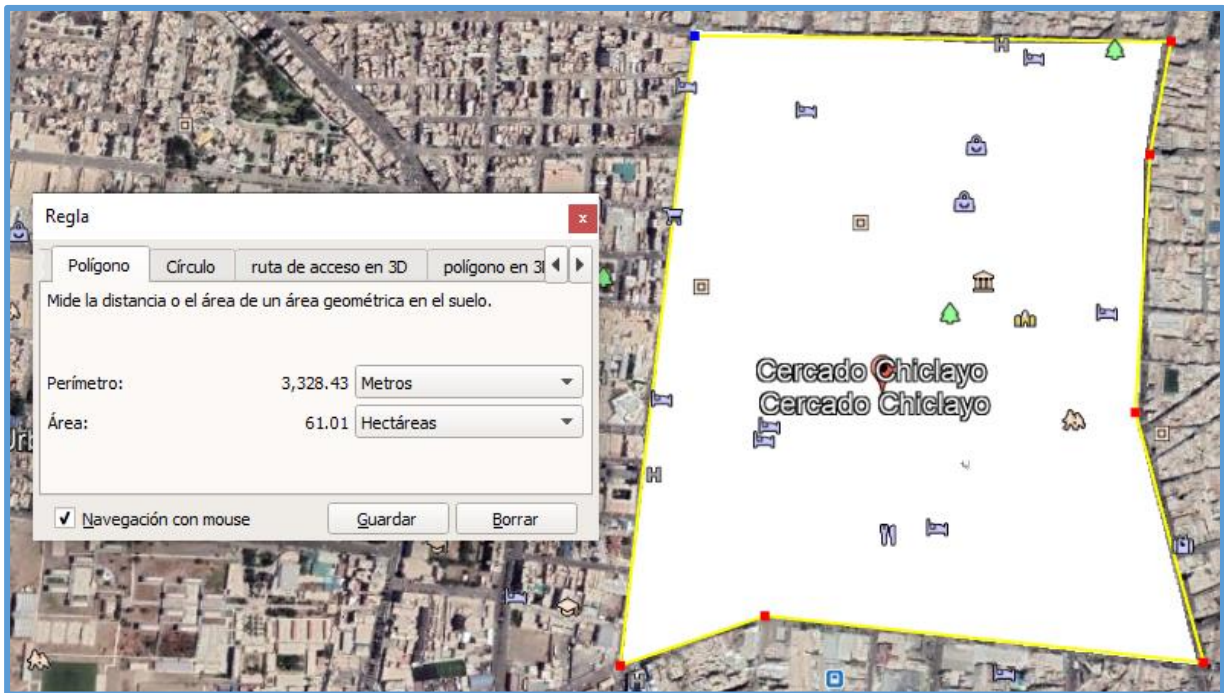 Regla
x
Polígono Círculo ruta de acceso en 3D polígono en 3
Mide la distancia o el área de un área geométrica en el suelo.
Perímetro: 3,328.43 Metros
Área: 61.01 Hectáreas
Navegación con mouse Guardar Borrar
Cercado Chiclayo
Cercado Chiclayo
H
H
H